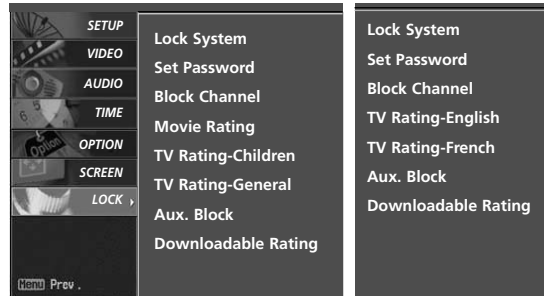 SETUP
VIDEO
AUDIO
TIME
OPTION
SCREEN
LOCK
Menu Prev.
Lock System
Set Password
Block Channel
Movie Rating
TV Rating-Children
TV Rating-General
Aux. Block
Downloadable Rating
Lock System
Set Password
Block Channel
TV Rating-English
TV Rating-French
Aux. Block
Downloadable Rating